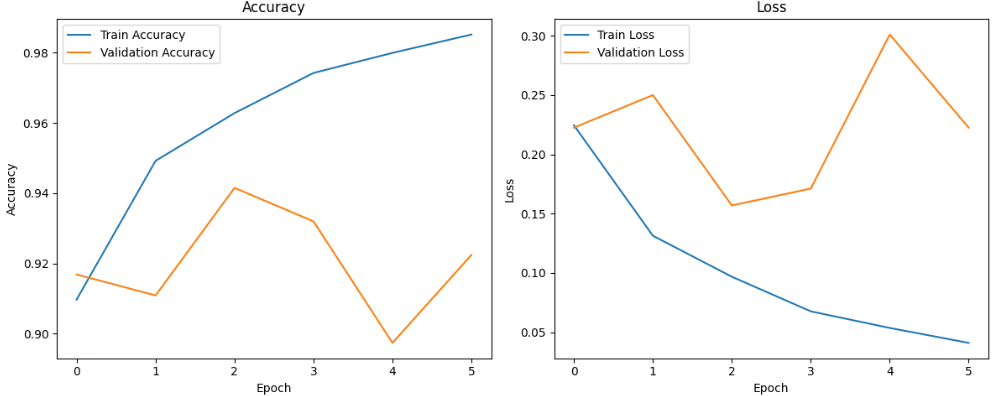 Accuracy
Train Accuracy
Validation Accuracy
0.98
0.96
0.94
0.92
0.90
Accuracy
0
1
2
3
4
5
Epoch
Loss
Train Loss
Validation Loss
0.30
0.25
0.20
0.15
0.10
0.05
Loss
0
1
2
3
4
5
Epoch